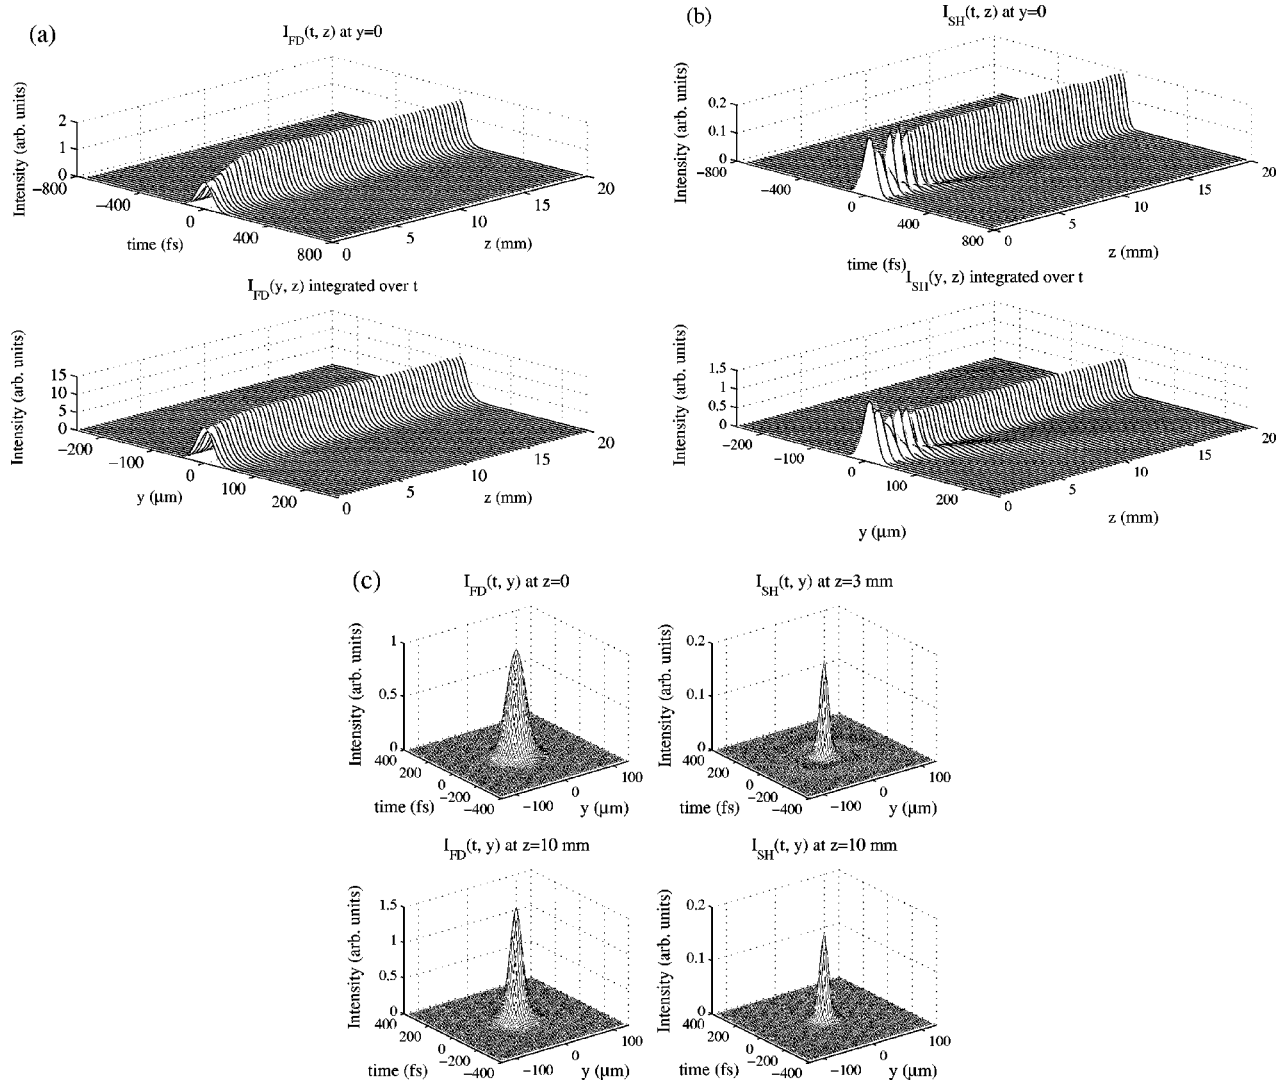 (a)
I_FD(t, z) at y=0
Intensity (arb. units)
2
1
0
−800
−400
0
400
800
time (fs)
0
5
10
15
20
z (mm)
I_FD(y, z) integrated over t
Intensity (arb. units)
15
10
5
0
−200
−100
0
100
200
y (μm)
0
5
10
15
20
z (mm)
(b)
I_SH(t, z) at y=0
Intensity (arb. units)
0.2
0.1
0
−800
−400
0
400
800
time (fs)
0
5
10
15
20
z (mm)
I_SH(y, z) integrated over t
Intensity (arb. units)
1.5
1
0.5
0
−200
−100
0
100
200
y (μm)
0
5
10
15
20
z (mm)
(c)
I_FD(t, y) at z=0
Intensity (arb. units)
1
0.5
0
400
200
0
−200
−400
time (fs)
−100
0
100
y (μm)
I_SH(t, y) at z=3 mm
Intensity (arb. units)
0.2
0.1
0
400
200
0
−200
−400
time (fs)
−100
0
100
y (μm)
I_FD(t, y) at z=10 mm
Intensity (arb. units)
1.5
1
0.5
0
400
200
0
−200
−400
time (fs)
−100
0
100
y (μm)
I_SH(t, y) at z=10 mm
Intensity (arb. units)
0.2
0.1
0
400
200
0
−200
−400
time (fs)
−100
0
100
y (μm)